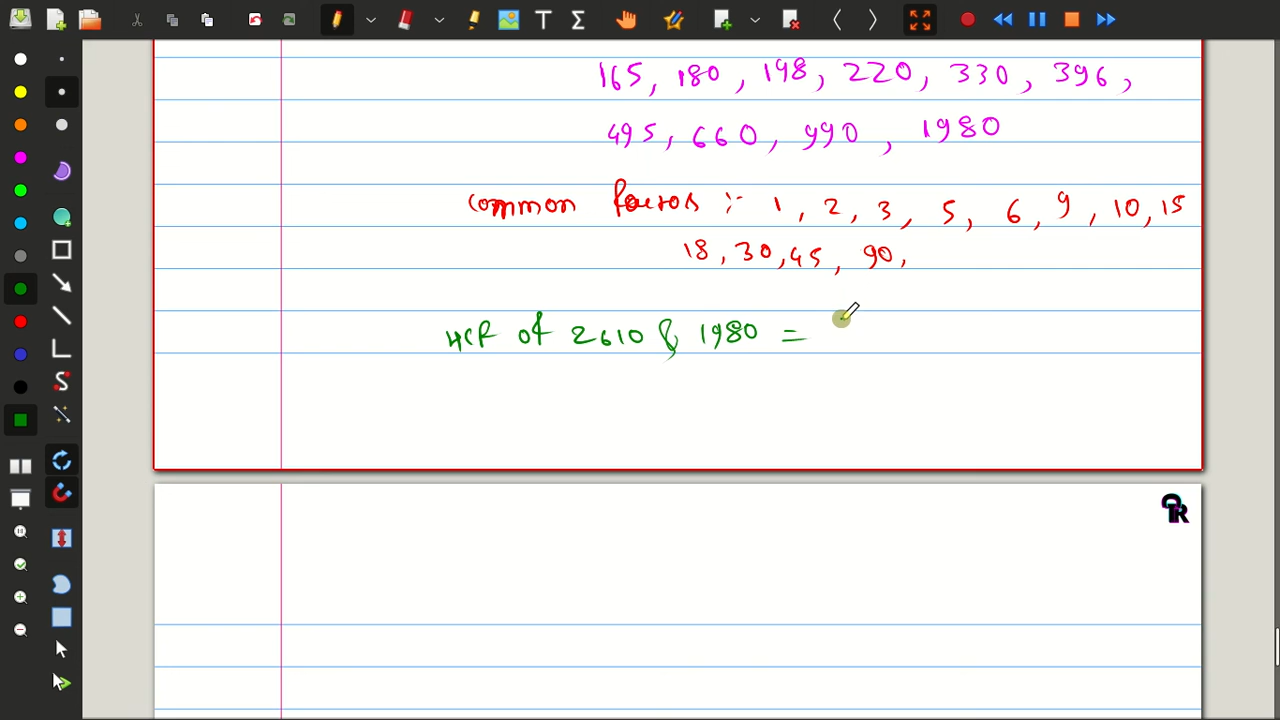 165, 180, 198, 220, 330, 396,
495, 660, 990, 1980
common factors :- 1, 2, 3, 5, 6, 9, 10, 15
18, 30, 45, 90,
HCF of 2610 & 1980 =